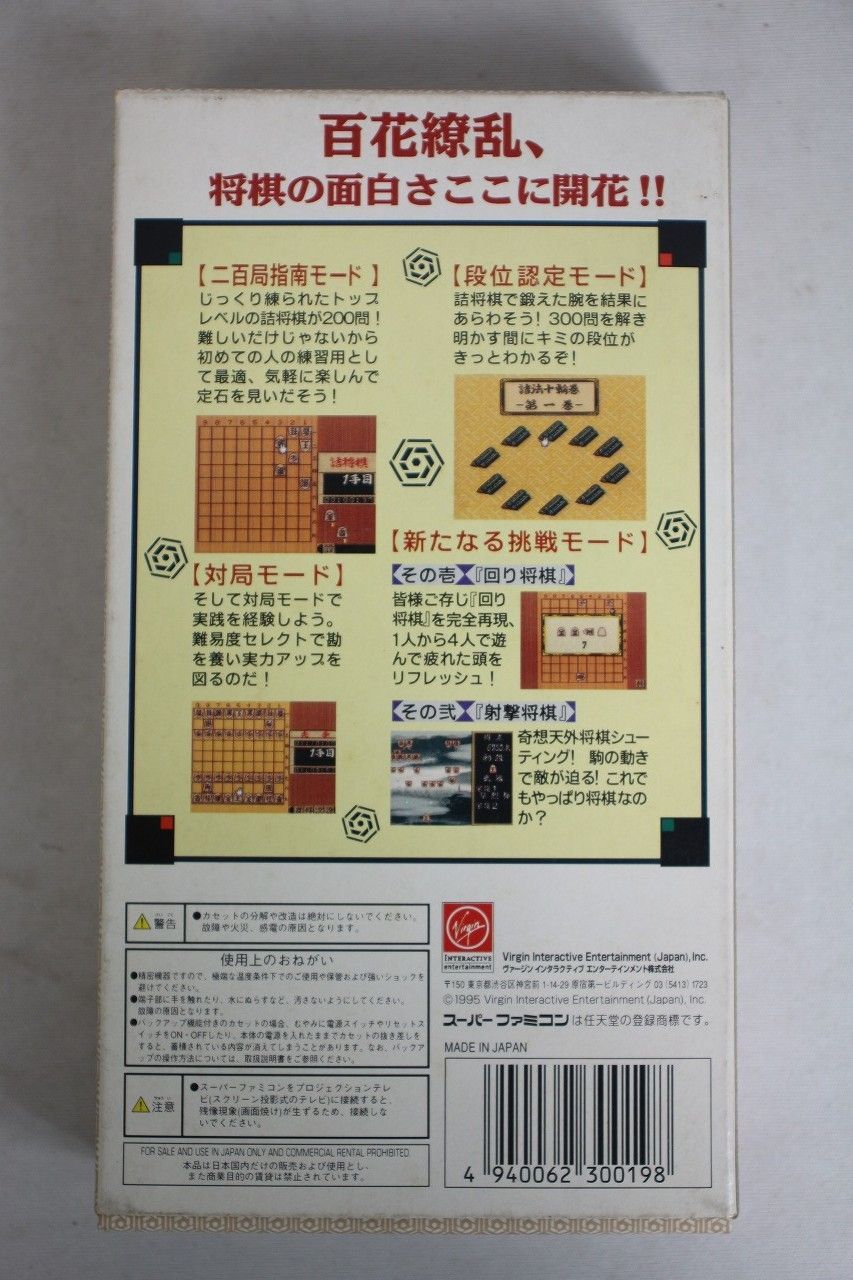 百花繚乱、
将棋の面白さここに開花!!
【二百局指南モード】
じっくり練られたトップ
レベルの詰将棋が200問!
難しいだけじゃないから
初めての人の練習用とし
て最適、気軽に楽しんで
定石を見いだそう!
987654321
詰将棋
1手目
【段位認定モード】
詰将棋で鍛えた腕を結果に
あらわそう!300問を解き
明かす間にキミの段位が
きっとわかるぞ!
詰法十輪巻
-第一巻-
【対局モード】
そして対局モードで
実践を経験しよう。
難易度セレクトで勘
を養い実力アップを
図るのだ!
1手目
【新たなる挑戦モード】
その壱『回り将棋』
皆様ご存じ『回り
将棋』を完全再現、
1人から4人で遊
んで疲れた頭を
リフレッシュ!
7
その弐『射撃将棋』
奇想天外将棋シュー
ティング! 駒の動き
で敵が迫る!これで
もやっぱり将棋なの
か?
警告
●カセットの分解や改造は絶対にしないでください。
故障や火災、感電の原因となります。
使用上のおねがい
●精密機器ですので、極端な温度条件下でのご使用や保管および強いショックを
避けてください。
●端子部に手を触れたり、水にぬらすなど、汚さないようにしてください。
故障の原因となります。
●バックアップ機能付きのカセットの場合、むやみに電源スイッチやリセットス
イッチをON・OFFしたり、本体の電源を入れたままでカセットの抜き差しを
すると、蓄積されている内容が消えてしまうことがあります。なお、バックア
ップの操作方法については、取扱説明書をご参照ください。
注意
●スーパーファミコンをプロジェクションテレ
ビ(スクリーン投影式のテレビ)に接続すると、
残像現象(画面焼け)が生ずるため、接続しな
いでください。
FOR SALE AND USE IN JAPAN ONLY AND COMMERCIAL RENTAL PROHIBITED.
本品は日本国内だけの販売および使用とし、
また商業目的の賃貸は禁止されています。
Virgin
INTERACTIVE
entertainment
Virgin Interactive Entertainment (Japan), Inc.
ヴァージン インタラクティブ エンターテインメント株式会社
〒150 東京都渋谷区神宮前 1-14-29 原宿第一ビルディング 03 (5413) 1723
©1995 Virgin Interactive Entertainment (Japan), Inc.
スーパーファミコンは任天堂の登録商標です。
MADE IN JAPAN
4 940062 300198